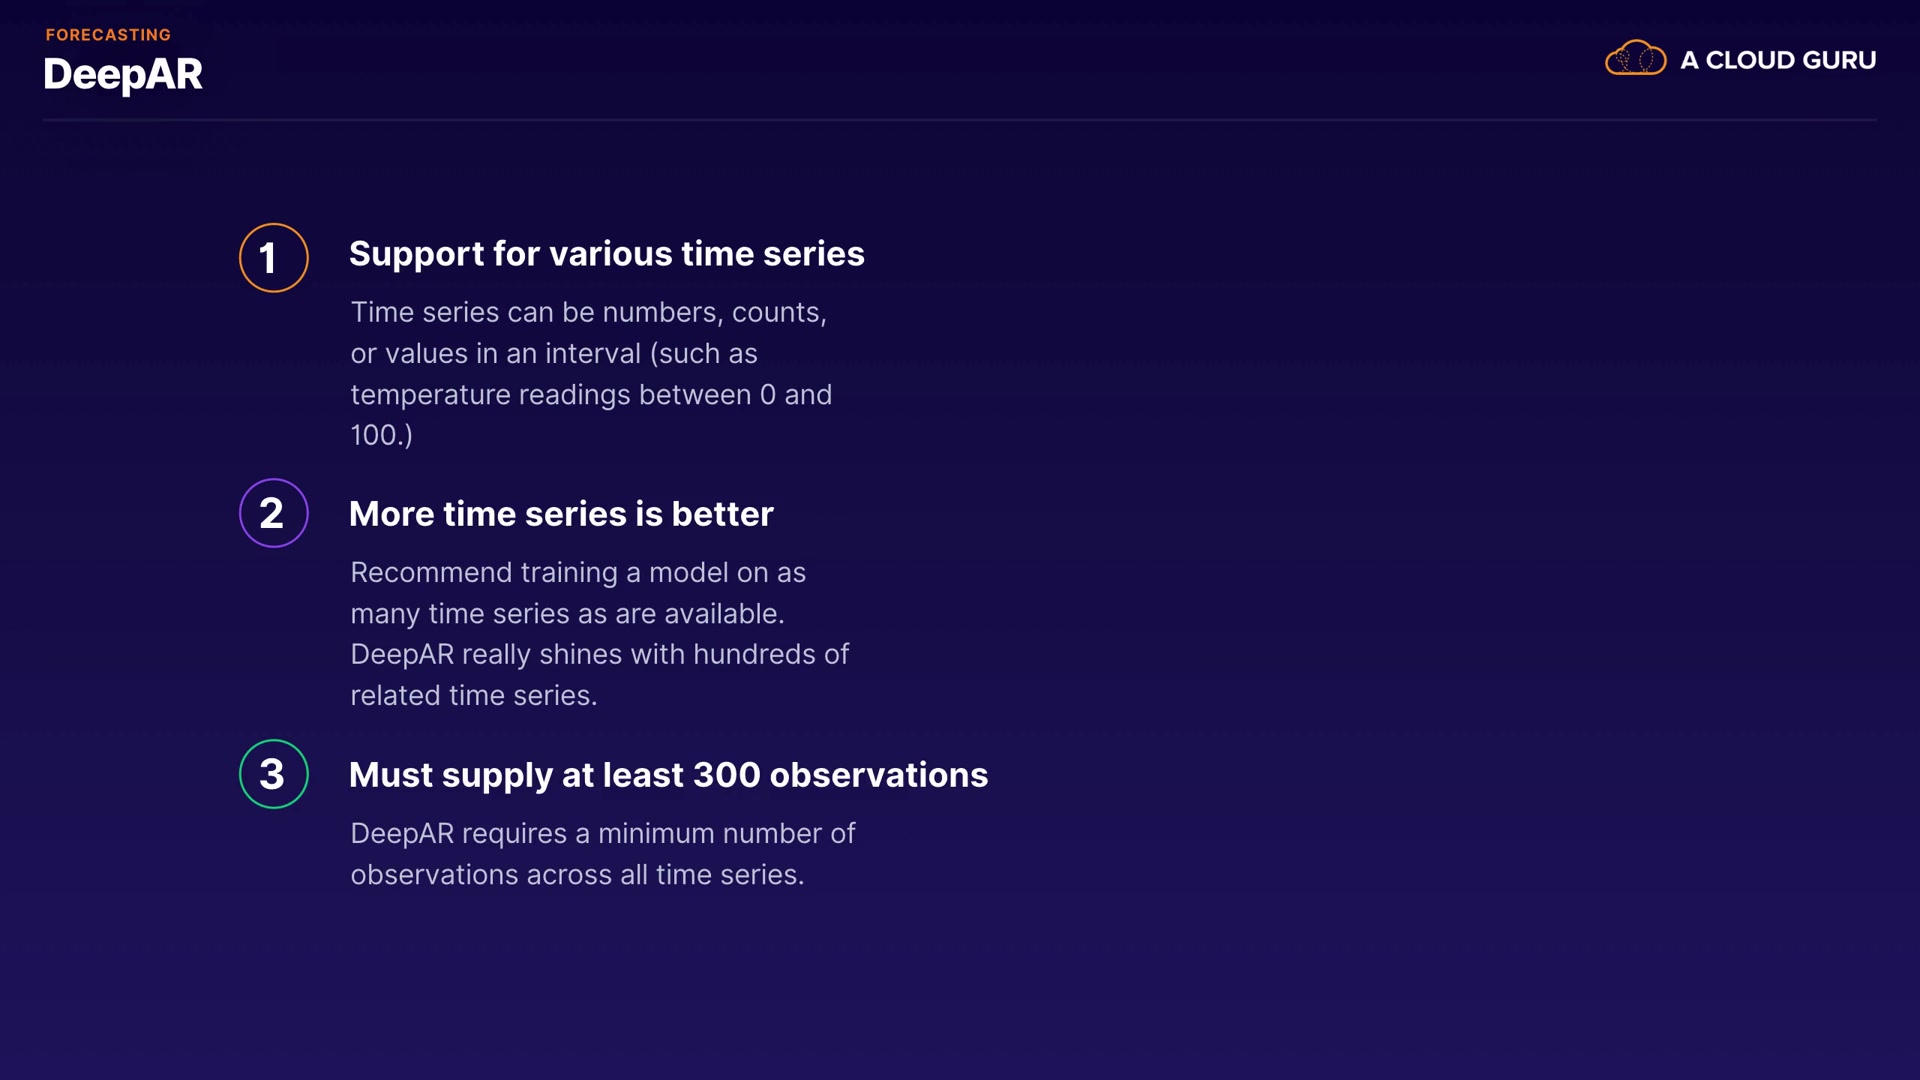 FORECASTING
DeepAR
A CLOUD GURU
1
Support for various time series
Time series can be numbers, counts,
or values in an interval (such as
temperature readings between 0 and
100.)
2
More time series is better
Recommend training a model on as
many time series as are available.
DeepAR really shines with hundreds of
related time series.
3
Must supply at least 300 observations
DeepAR requires a minimum number of
observations across all time series.